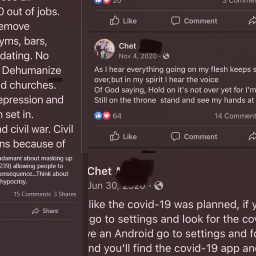 0 out of jobs.
emove
yms, bars,
dating. No
Dehumanize
d churches.
epression and
n set in.
d civil war. Civil
ns because of
adamant about making up
239) allowing people to
onsequence...Think about
hypocrisy.
15 Comments 3 Shares
Share
20
3 Comm
Like
Comment
Chet
Nov 4, 2020
As I hear everything going on my flesh keeps s
over,but in my spirit I hear the voice
Of God saying, Hold on it's not over yet for I'm
Still on the throne stand and see my hands at
64
14 Comment
Like
Comment
Chet
Jun 30, 2020
like the covid-19 was planned, if y
go to settings and look for the cov
ve an Android go to settings and fo
nd you'll find the covid-19 app an